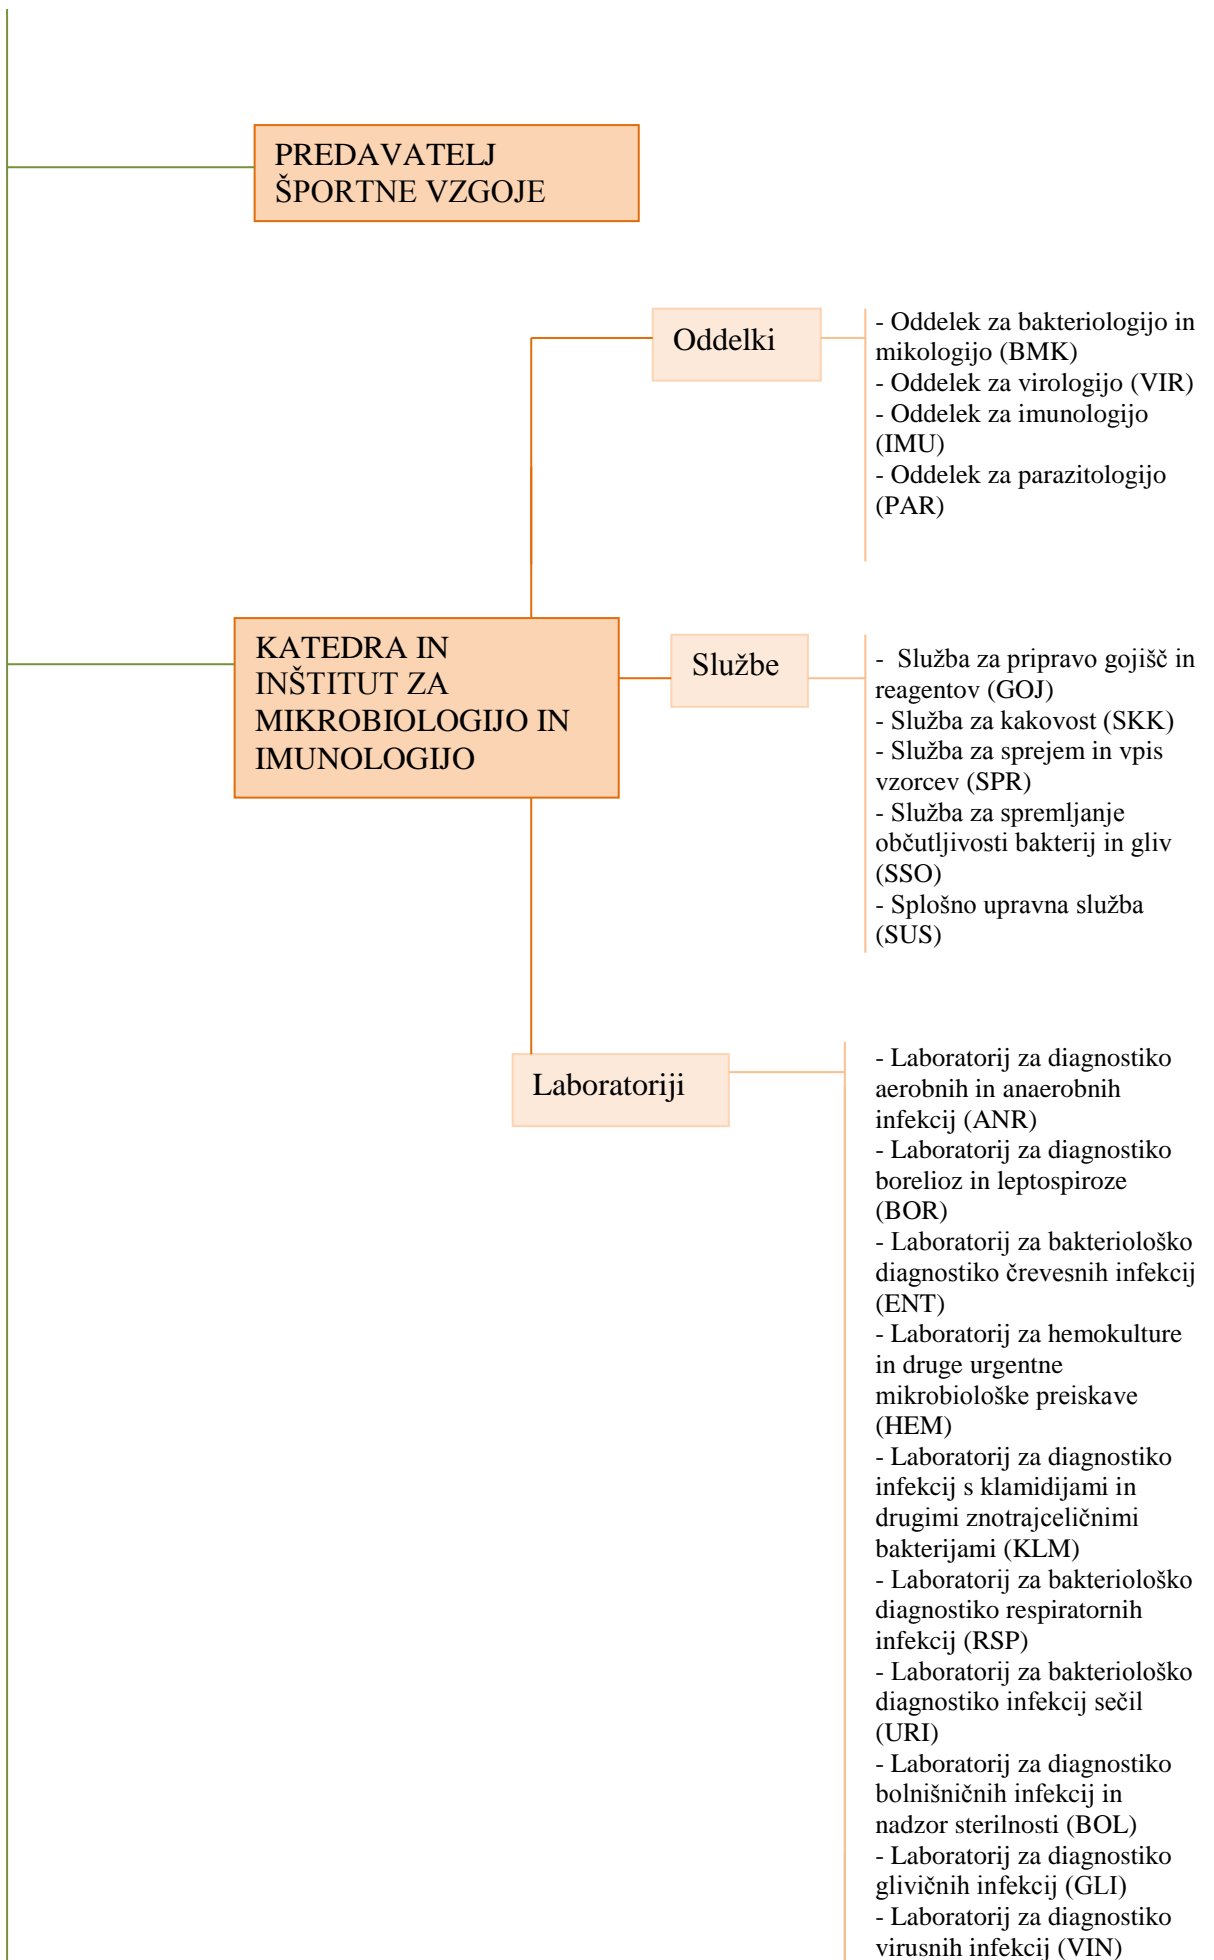 PREDAVATELJ
ŠPORTNE VZGOJE
Oddelki
- Oddelek za bakteriologijo in
mikologijo (BMK)
- Oddelek za virologijo (VIR)
- Oddelek za imunologijo
(IMU)
- Oddelek za parazitologijo
(PAR)
KATEDRA IN
INŠTITUT ZA
MIKROBIOLOGIJO IN
IMUNOLOGIJO
Službe
- Služba za pripravo gojišč in
reagentov (GOJ)
- Služba za kakovost (SKK)
- Služba za sprejem in vpis
vzorcev (SPR)
- Služba za spremljanje
občutljivosti bakterij in gliv
(SSO)
- Splošno upravna služba
(SUS)
Laboratoriji
- Laboratorij za diagnostiko
aerobnih in anaerobnih
infekcij (ANR)
- Laboratorij za diagnostiko
borelioz in leptospiroze
(BOR)
- Laboratorij za bakteriološko
diagnostiko črevesnih infekcij
(ENT)
- Laboratorij za hemokulture
in druge urgentne
mikrobiološke preiskave
(HEM)
- Laboratorij za diagnostiko
infekcij s klamidijami in
drugimi znotrajceličnimi
bakterijami (KLM)
- Laboratorij za bakteriološko
diagnostiko respiratornih
infekcij (RSP)
- Laboratorij za bakteriološko
diagnostiko infekcij sečil
(URI)
- Laboratorij za diagnostiko
bolnišničnih infekcij in
nadzor sterilnosti (BOL)
- Laboratorij za diagnostiko
glivičnih infekcij (GLI)
- Laboratorij za diagnostiko
virusnih infekcij (VIN)